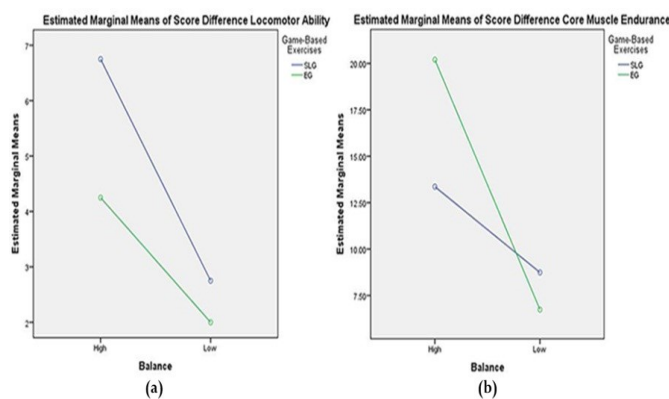 Estimated Marginal Means of Score Difference Locomotor Ability
Game-Based
Exercises
SLG
EG
Estimated Marginal Means
7
6
5
4
3
2
High
Low
Balance
(a)
Estimated Marginal Means of Score Difference Core Muscle Endurance
Game-Based
Exercises
SLG
EG
Estimated Marginal Means
20.00
17.50
15.00
12.50
10.00
7.50
High
Low
Balance
(b)